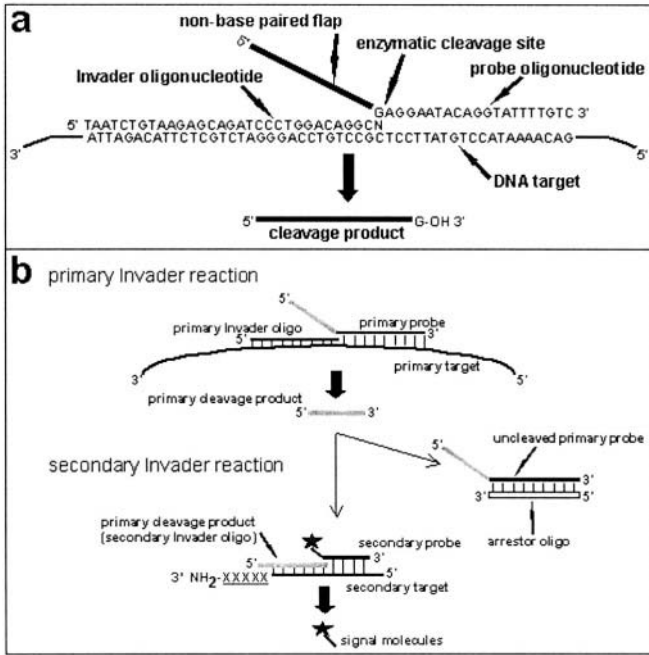 a
non-base paired flap
5'
enzymatic cleavage site
Invader oligonucleotide
probe oligonucleotide
GAGGAATACAGGTATTTTGTC 3'
5' TAATCTGTAAGAGCAGATCCCTGGACAGGCN
3' ATTAGACATTCTCGTCTAGGGACCTGTCCGCTCCTTATGTCCATAAAACAG 5'
DNA target
5' G-OH 3'
cleavage product
b
primary Invader reaction
5'
primary Invader oligo
primary probe
5' 3'
primary target
3' 5'
primary cleavage product
5' 3'
uncleaved primary probe
5'
secondary Invader reaction
3'
3' 5'
arrestor oligo
primary cleavage product
(secondary Invader oligo)
secondary probe
5' 3'
3' NH2-XXXXX 5'
secondary target
signal molecules